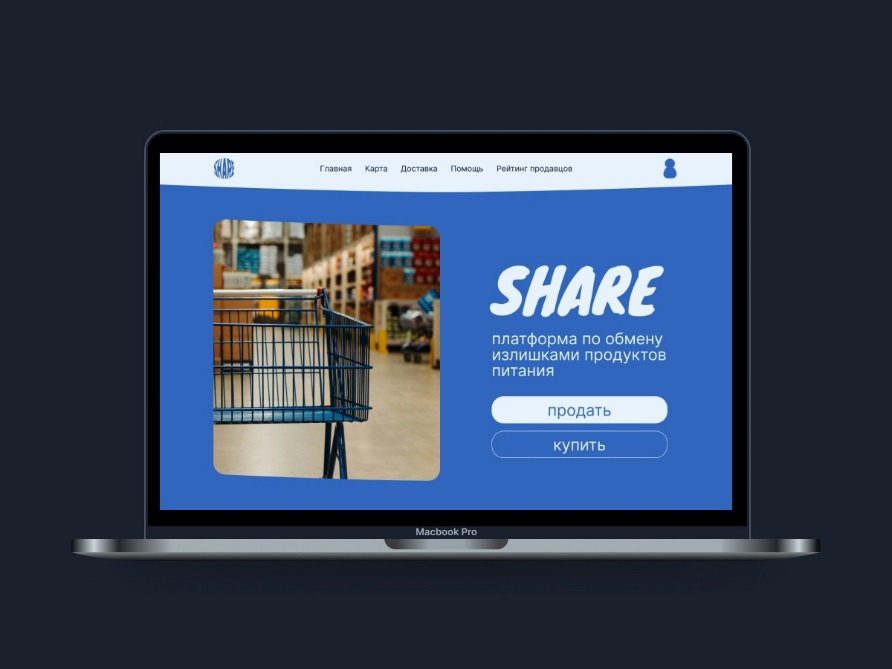 SHARE
Главная Карта Доставка Помощь Рейтинг продавцов
SHARE
платформа по обмену
излишками продуктов
питания
продать
купить
Macbook Pro